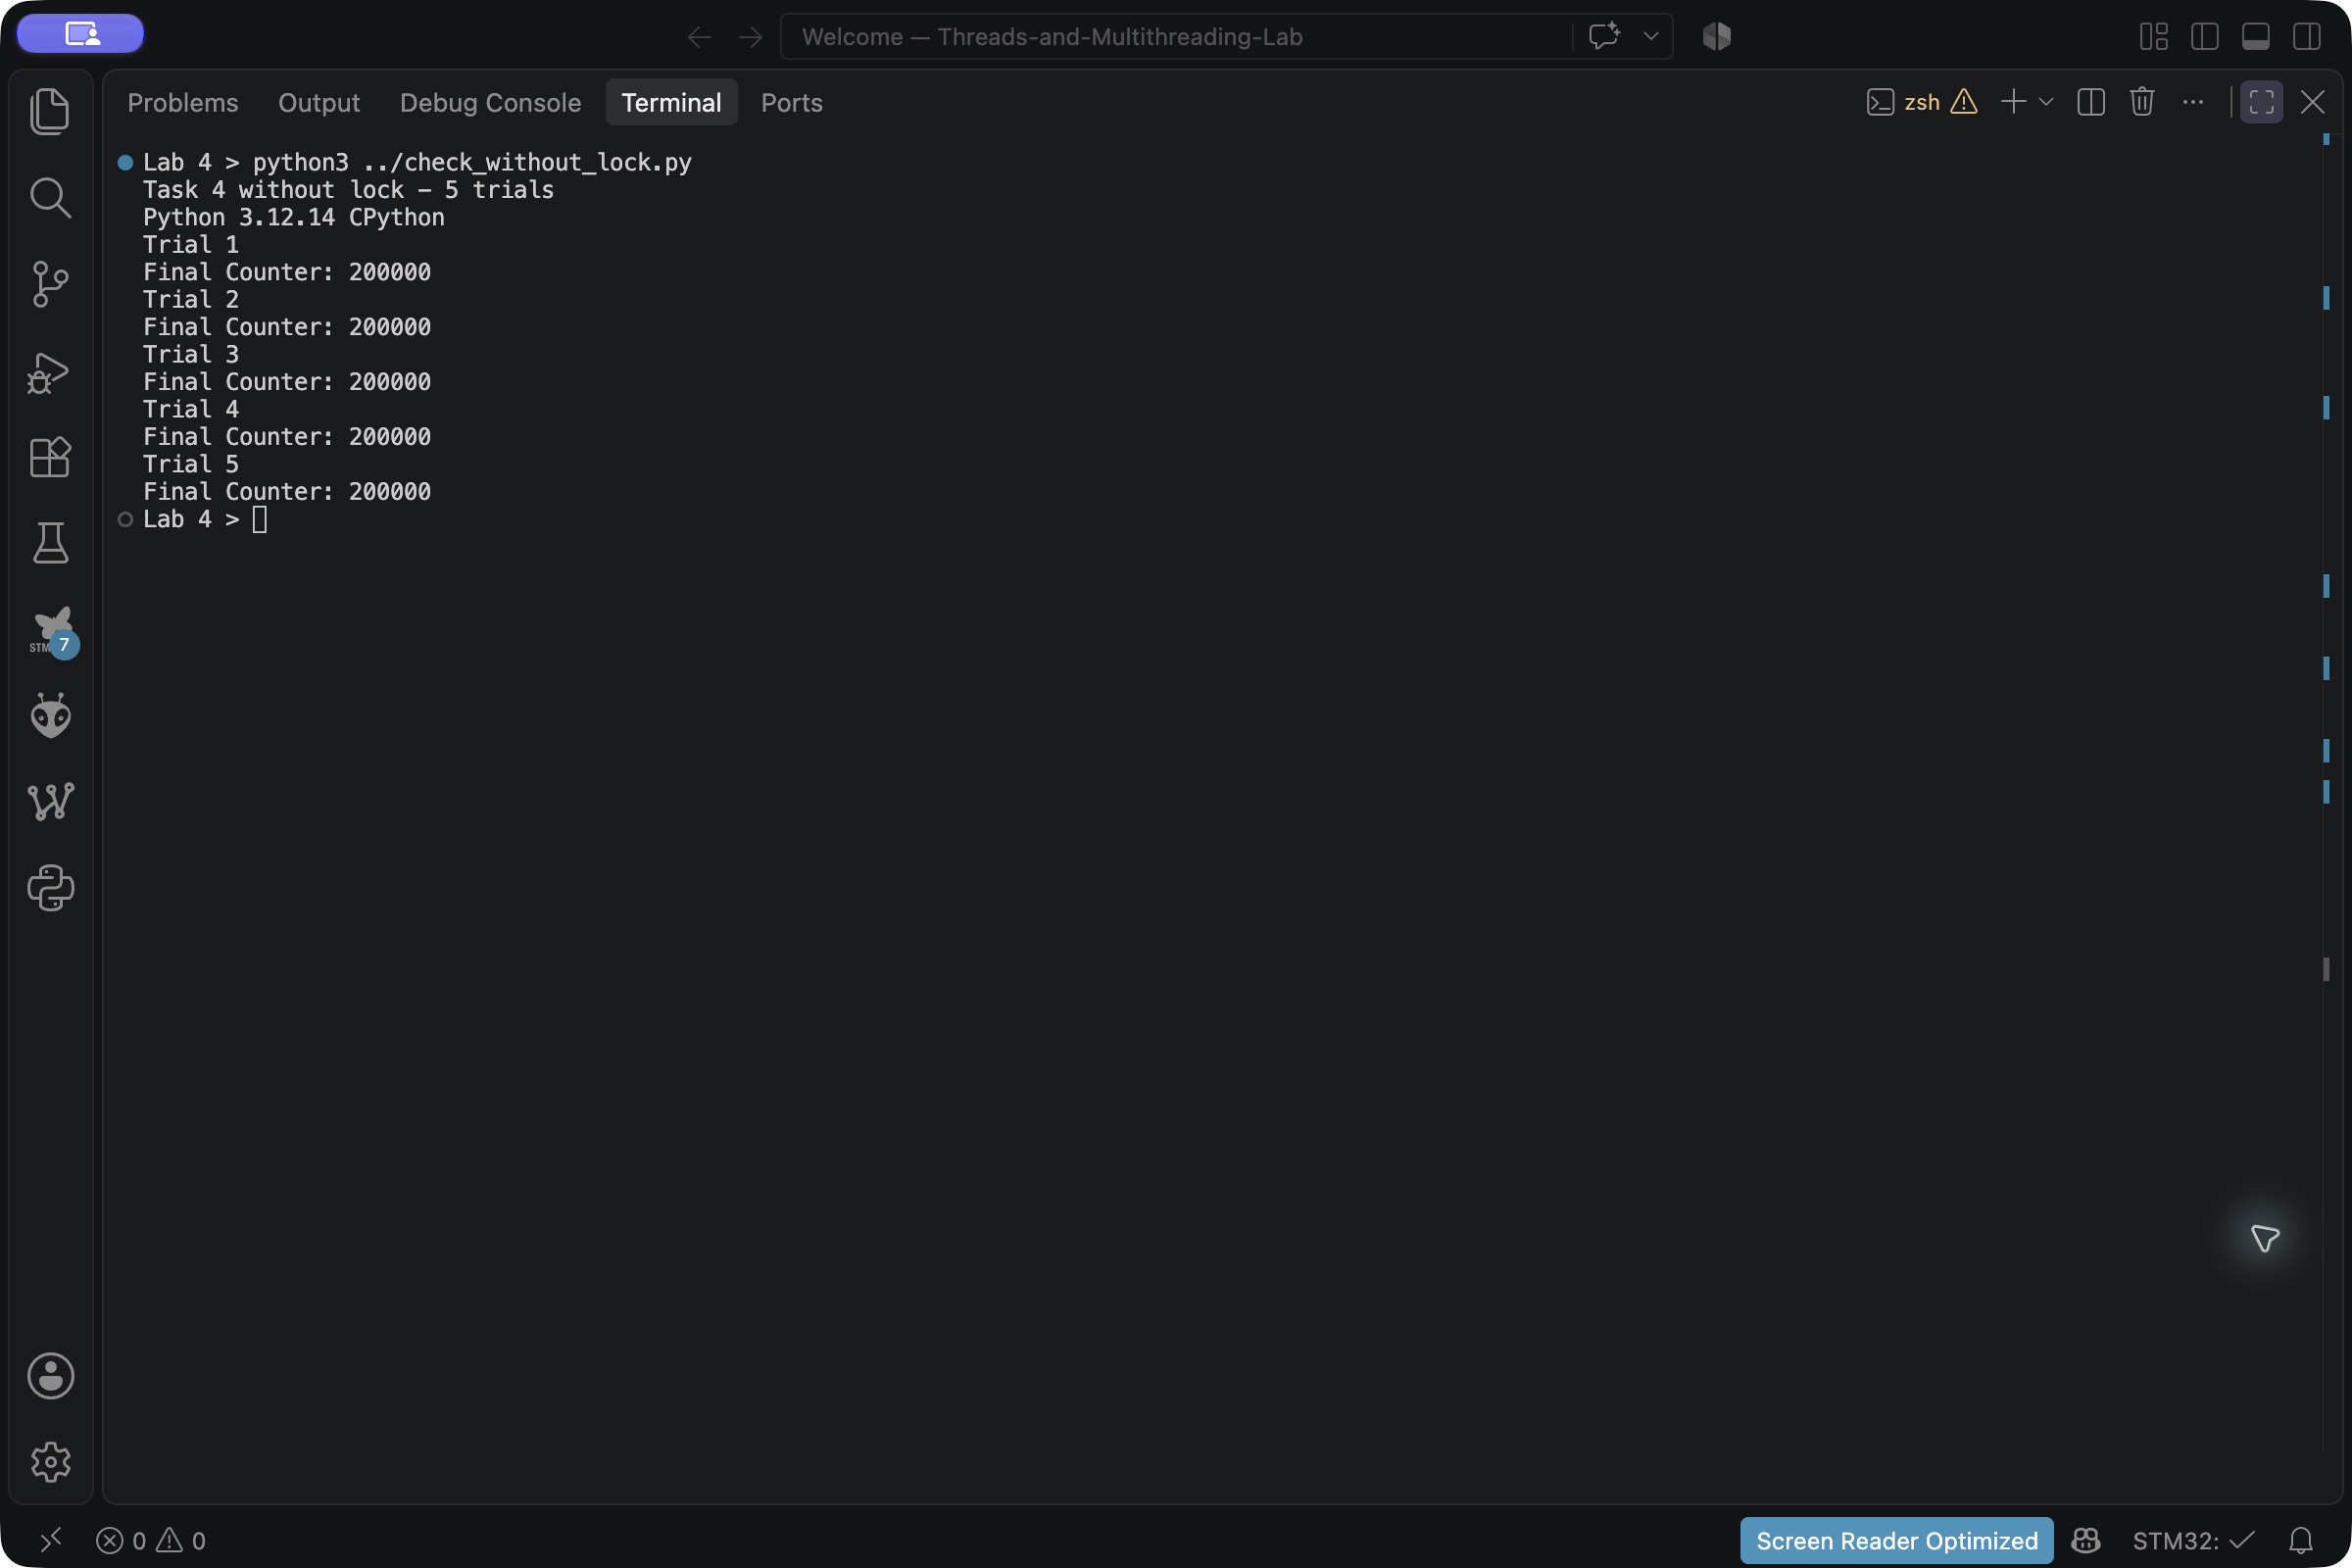 Welcome — Threads-and-Multithreading-Lab
Problems Output Debug Console Terminal Ports
zsh
Lab 4 > python3 ../check_without_lock.py
Task 4 without lock — 5 trials
Python 3.12.14 CPython
Trial 1
Final Counter: 200000
Trial 2
Final Counter: 200000
Trial 3
Final Counter: 200000
Trial 4
Final Counter: 200000
Trial 5
Final Counter: 200000
Lab 4 >
STM 7
0 0
Screen Reader Optimized
STM32: